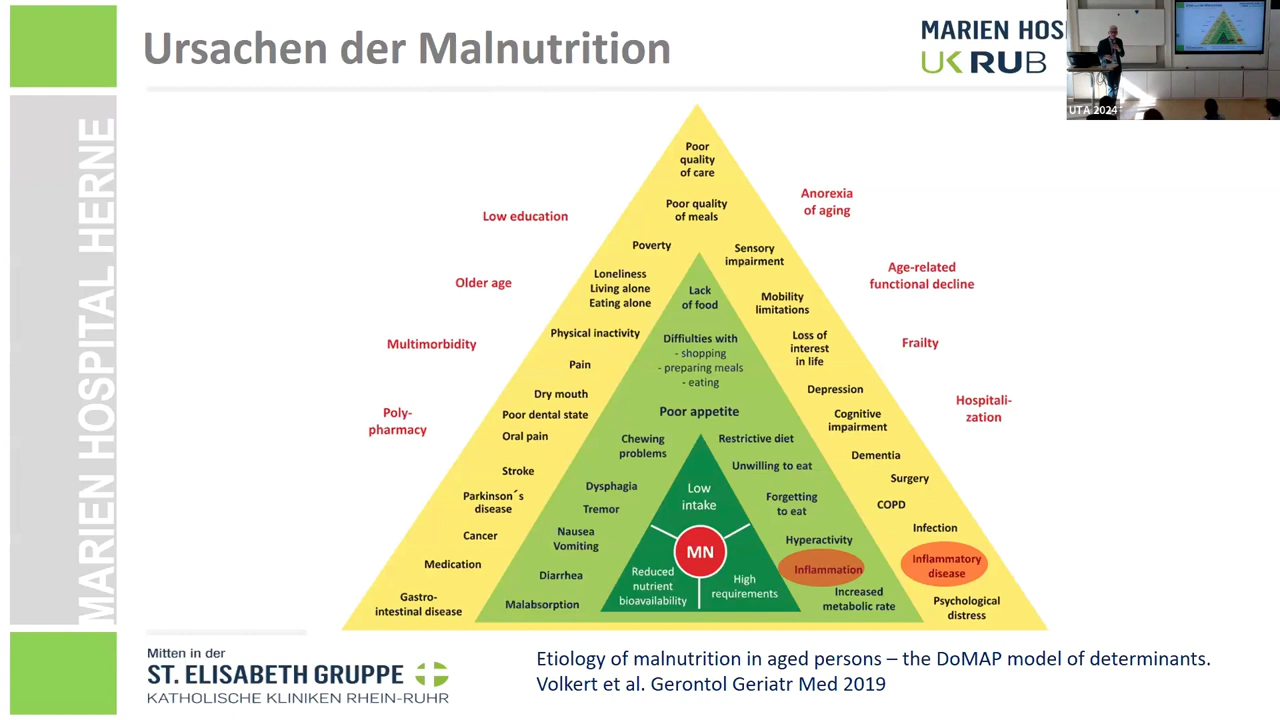 Ursachen der Malnutrition
MARIEN HOS
UKRUB
UTA 2024
MARIEN HOSPITAL HERNE
Poor
quality
of care
Poor quality
of meals
Poverty
Sensory
impairment
Loneliness
Living alone
Eating alone
Mobility
limitations
Physical inactivity
Loss of
interest
in life
Pain
Depression
Dry mouth
Poor dental state
Cognitive
impairment
Oral pain
Dementia
Stroke
Surgery
Parkinson´s
disease
COPD
Cancer
Infection
Medication
Inflammatory
disease
Gastro-
intestinal disease
Psychological
distress
Low education
Older age
Multimorbidity
Poly-
pharmacy
Anorexia
of aging
Age-related
functional decline
Frailty
Hospitali-
zation
Lack
of food
Diffiulties with
- shopping
- preparing meals
- eating
Poor appetite
Chewing
problems
Restrictive diet
Unwilling to eat
Dysphagia
Forgetting
to eat
Tremor
Nausea
Vomiting
Hyperactivity
Inflammation
Diarrhea
Increased
metabolic rate
Malabsorption
Low
intake
MN
Reduced
nutrient
bioavailability
High
requirements
Mitten in der
ST. ELISABETH GRUPPE
KATHOLISCHE KLINIKEN RHEIN-RUHR
Etiology of malnutrition in aged persons – the DoMAP model of determinants.
Volkert et al. Gerontol Geriatr Med 2019